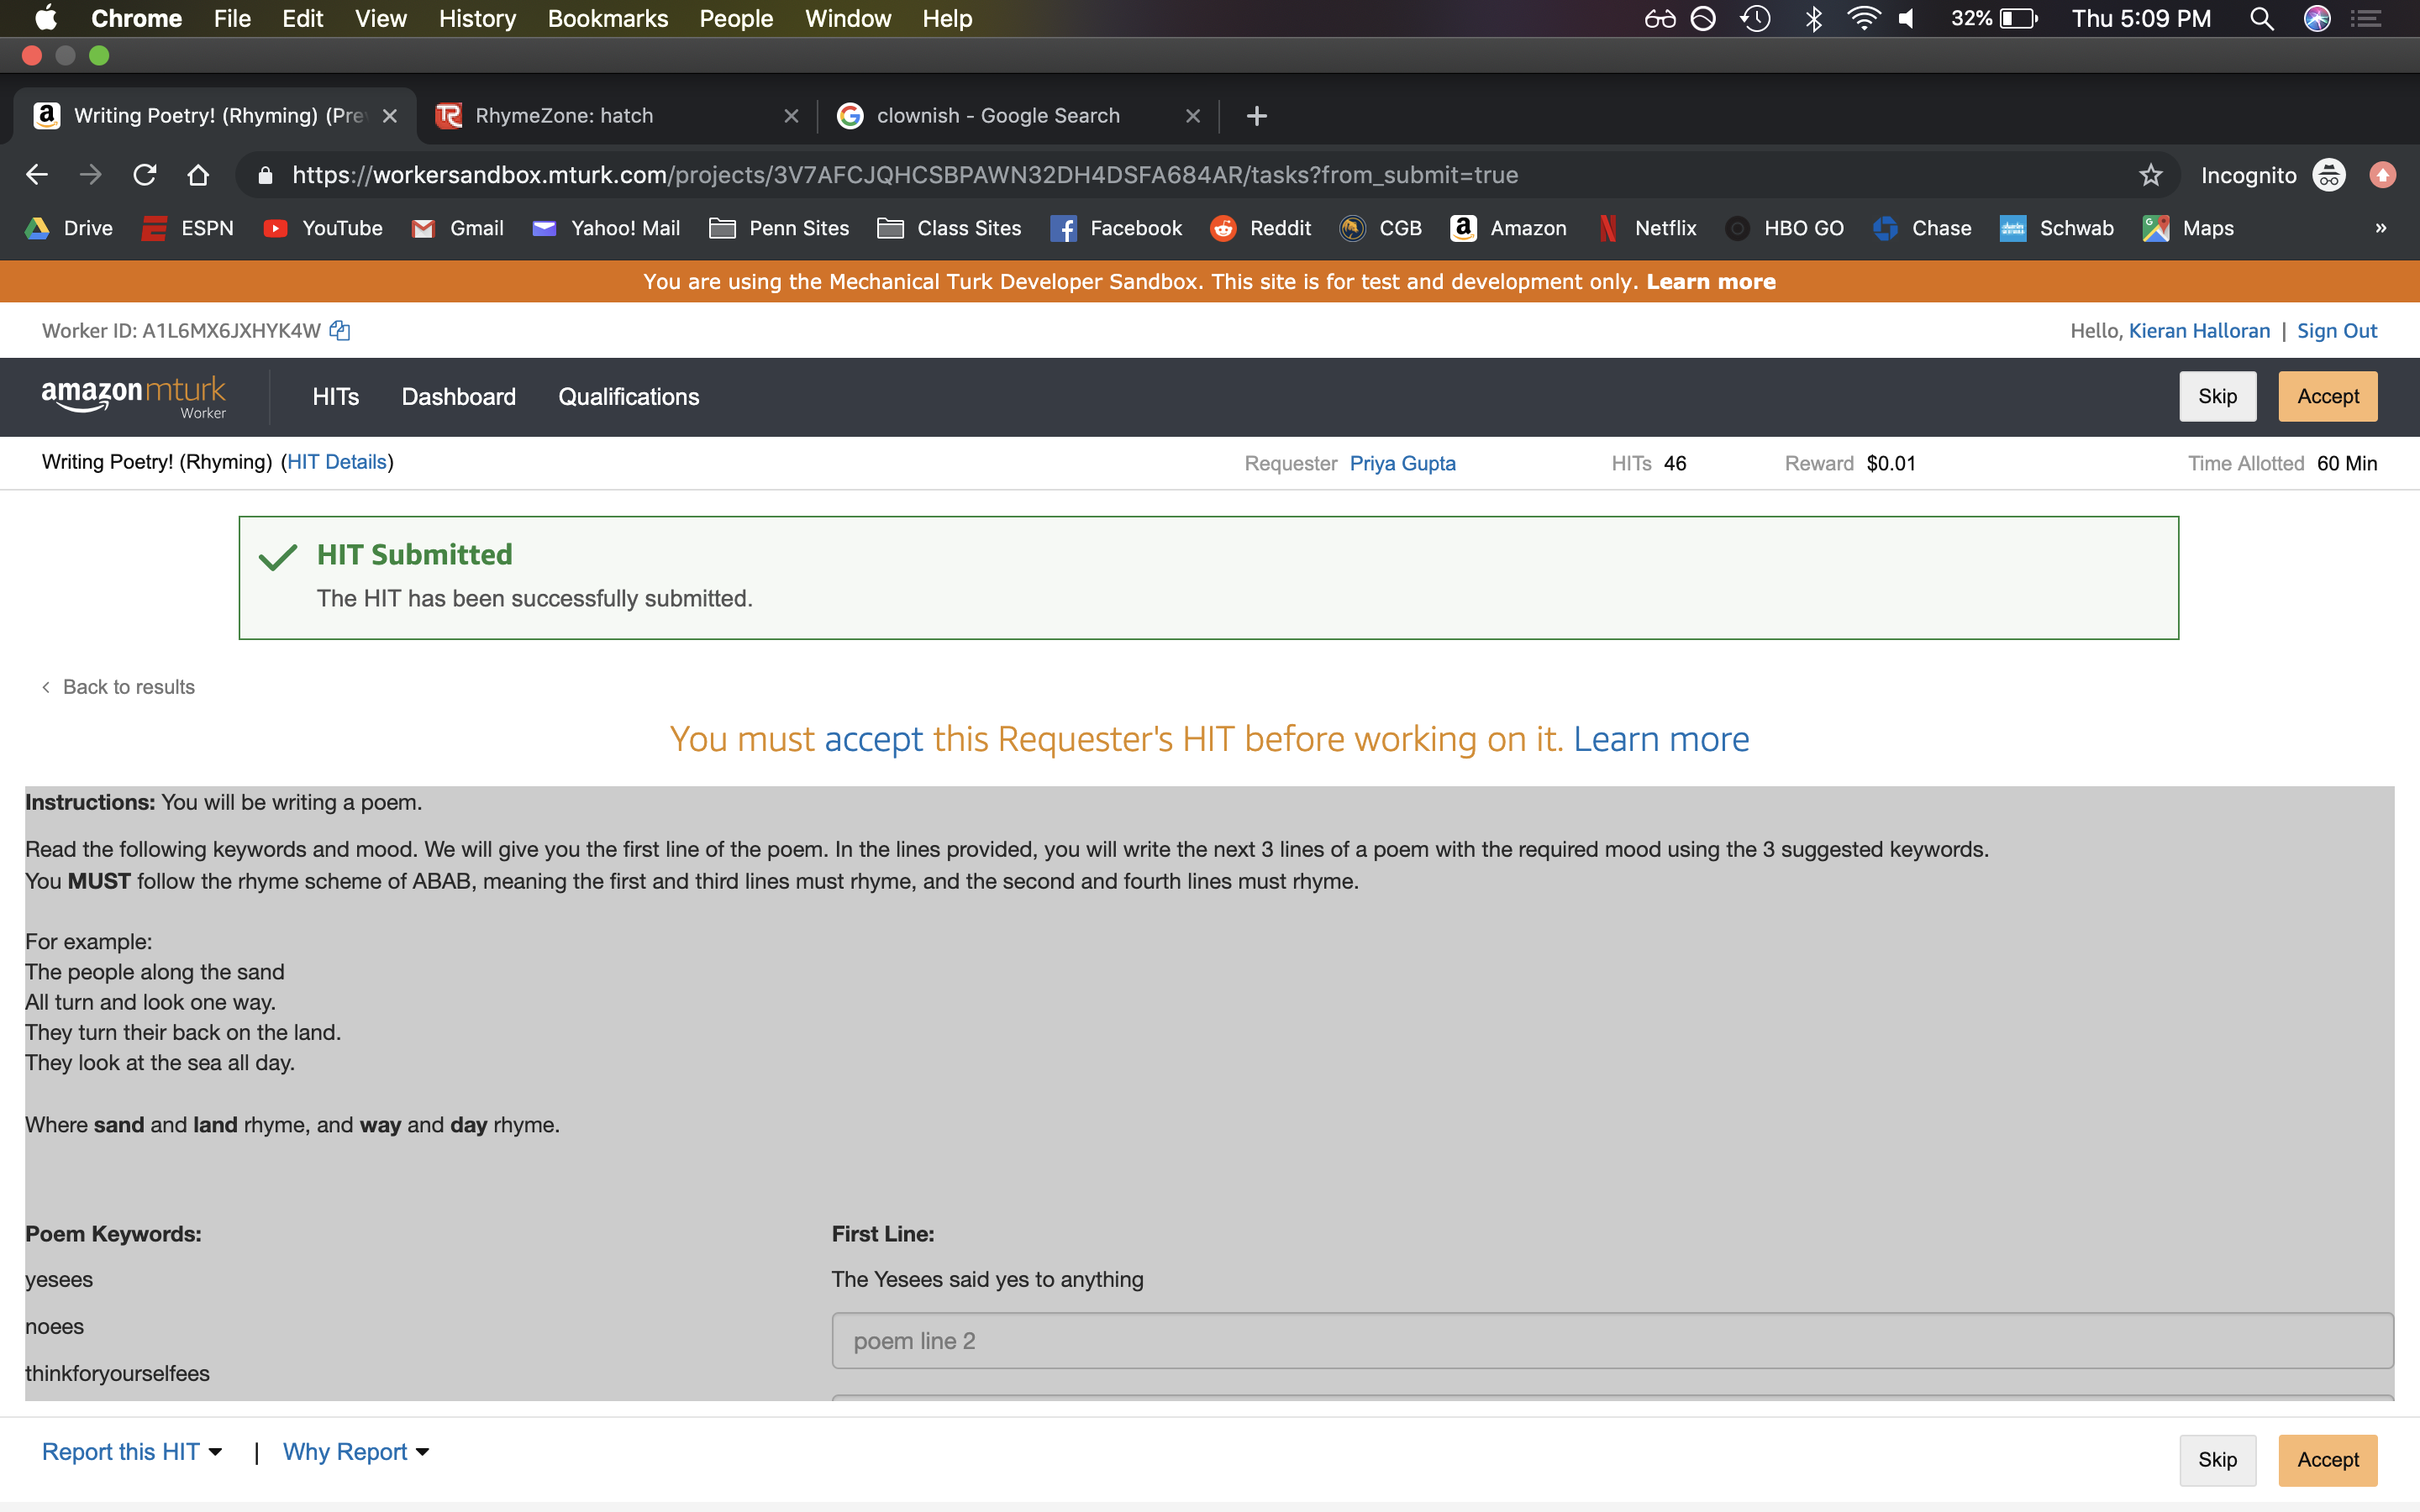 Chrome File Edit View History Bookmarks People Window Help 32% Thu 5:09 PM
Writing Poetry! (Rhyming) (Prev RhymeZone: hatch clownish - Google Search
https://workersandbox.mturk.com/projects/3V7AFCJQHCSBPAWN32DH4DSFA684AR/tasks?from_submit=true Incognito
Drive ESPN YouTube Gmail Yahoo! Mail Penn Sites Class Sites Facebook Reddit CGB Amazon Netflix HBO GO Chase Schwab Maps »
You are using the Mechanical Turk Developer Sandbox. This site is for test and development only. Learn more
Worker ID: A1L6MX6JXHYK4W Hello, Kieran Halloran | Sign Out
amazonmturk HITs Dashboard Qualifications Skip Accept
Worker
Writing Poetry! (Rhyming) (HIT Details) Requester Priya Gupta HITs 46 Reward $0.01 Time Allotted 60 Min
HIT Submitted
The HIT has been successfully submitted.
‹ Back to results
You must accept this Requester's HIT before working on it. Learn more
Instructions: You will be writing a poem.
Read the following keywords and mood. We will give you the first line of the poem. In the lines provided, you will write the next 3 lines of a poem with the required mood using the 3 suggested keywords.
You MUST follow the rhyme scheme of ABAB, meaning the first and third lines must rhyme, and the second and fourth lines must rhyme.
For example:
The people along the sand
All turn and look one way.
They turn their back on the land.
They look at the sea all day.
Where sand and land rhyme, and way and day rhyme.
Poem Keywords: First Line:
yesees The Yesees said yes to anything
noees poem line 2
thinkforyourselfees
Report this HIT | Why Report Skip Accept